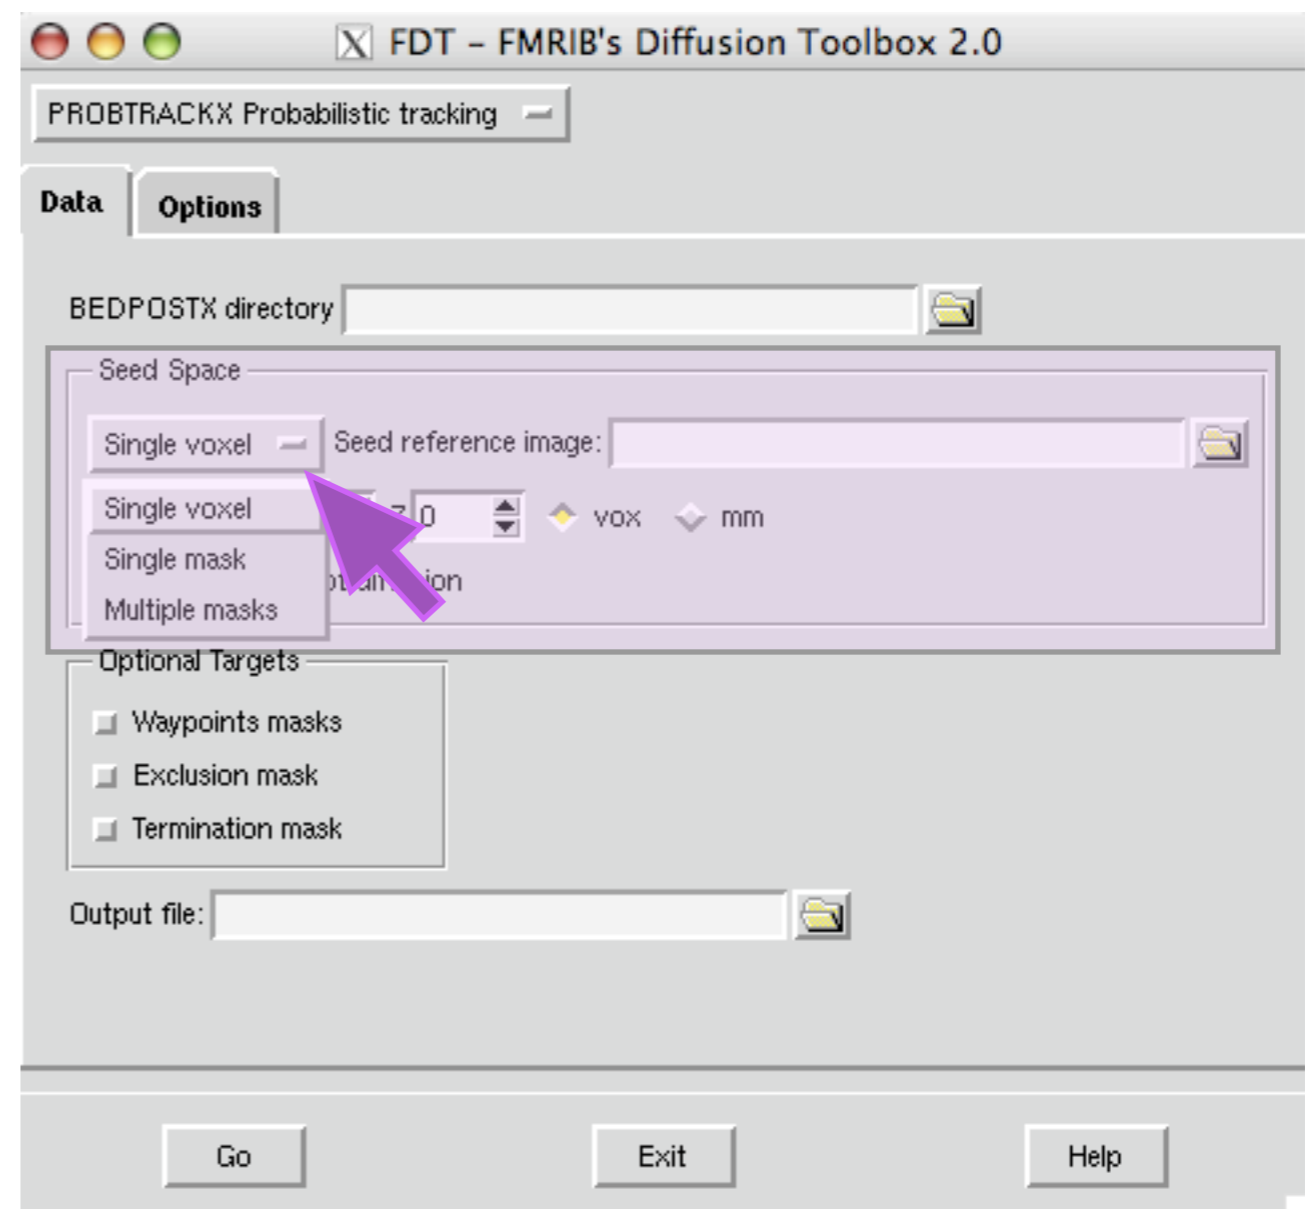 X FDT - FMRIB's Diffusion Toolbox 2.0
PROBTRACKX Probabilistic tracking
Data Options
BEDPOSTX directory
Seed Space
Single voxel Seed reference image:
Single voxel Z 0 vox mm
Single mask
Multiple masks
Optional Targets
Waypoints masks
Exclusion mask
Termination mask
Output file:
Go Exit Help